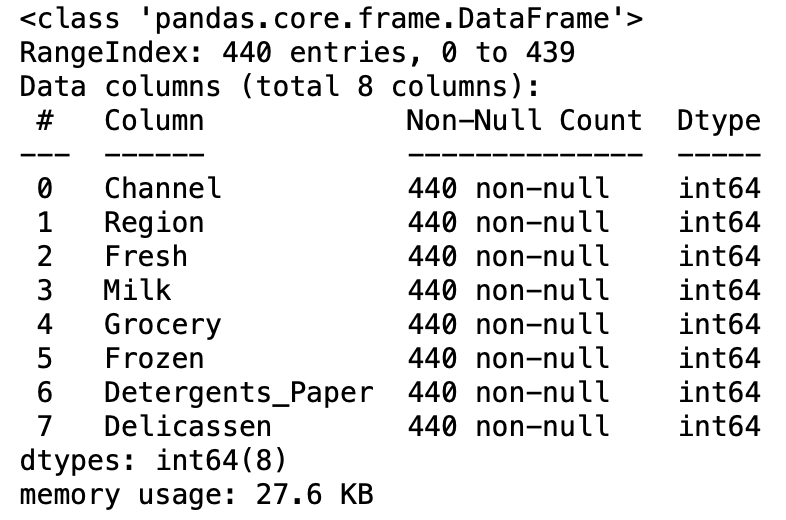 <class 'pandas.core.frame.DataFrame'>
RangeIndex: 440 entries, 0 to 439
Data columns (total 8 columns):
 #   Column            Non-Null Count  Dtype
---  ------            --------------  -----
 0   Channel           440 non-null    int64
 1   Region            440 non-null    int64
 2   Fresh             440 non-null    int64
 3   Milk              440 non-null    int64
 4   Grocery           440 non-null    int64
 5   Frozen            440 non-null    int64
 6   Detergents_Paper  440 non-null    int64
 7   Delicassen        440 non-null    int64
dtypes: int64(8)
memory usage: 27.6 KB